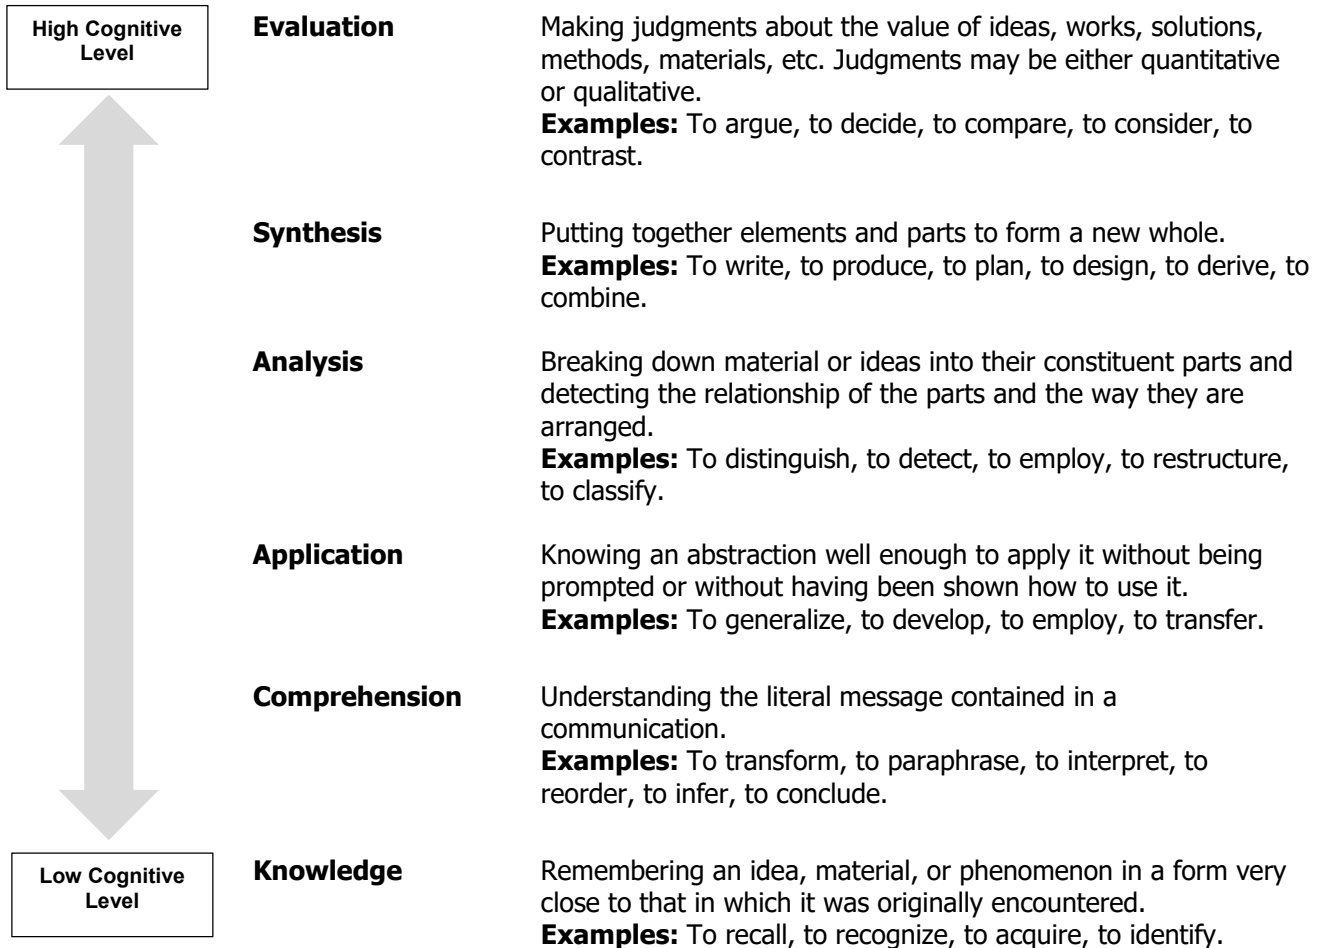 High Cognitive
Level
Evaluation
Making judgments about the value of ideas, works, solutions,
methods, materials, etc. Judgments may be either quantitative
or qualitative.
Examples: To argue, to decide, to compare, to consider, to
contrast.
Synthesis
Putting together elements and parts to form a new whole.
Examples: To write, to produce, to plan, to design, to derive, to
combine.
Analysis
Breaking down material or ideas into their constituent parts and
detecting the relationship of the parts and the way they are
arranged.
Examples: To distinguish, to detect, to employ, to restructure,
to classify.
Application
Knowing an abstraction well enough to apply it without being
prompted or without having been shown how to use it.
Examples: To generalize, to develop, to employ, to transfer.
Comprehension
Understanding the literal message contained in a
communication.
Examples: To transform, to paraphrase, to interpret, to
reorder, to infer, to conclude.
Low Cognitive
Level
Knowledge
Remembering an idea, material, or phenomenon in a form very
close to that in which it was originally encountered.
Examples: To recall, to recognize, to acquire, to identify.